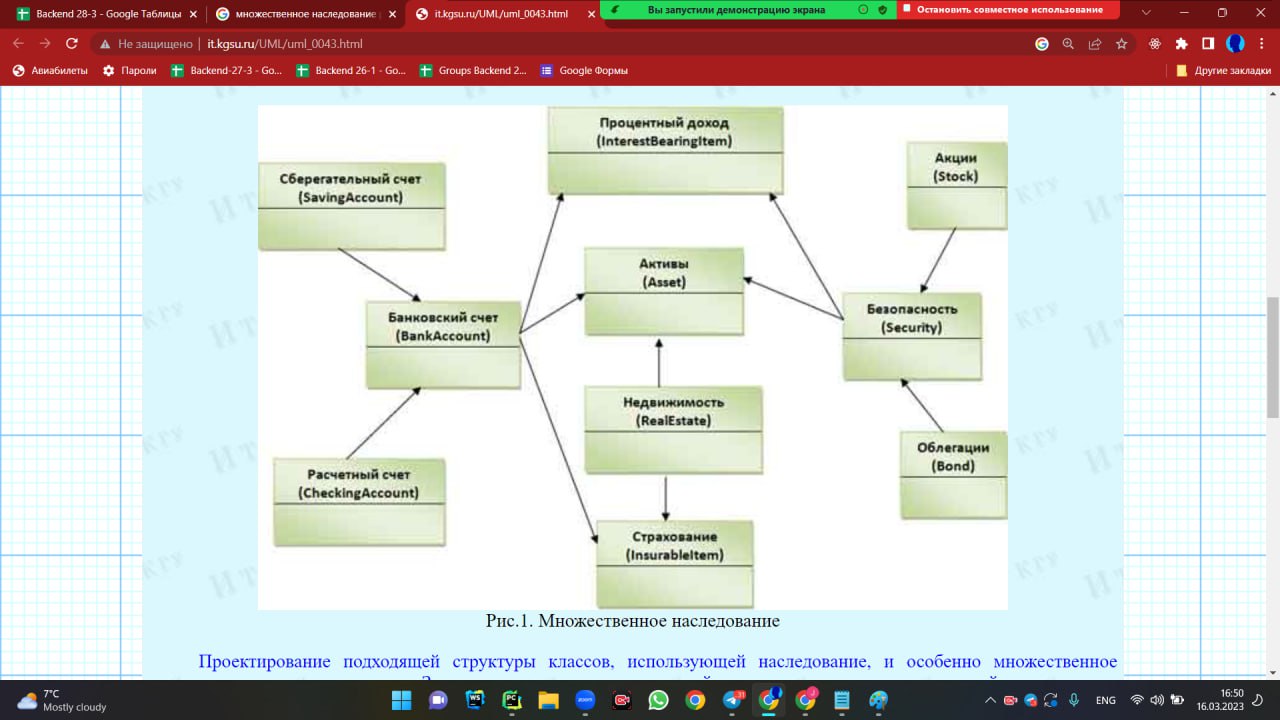 Backend 28-3 - Google Таблицы
множественное наследование
it.kgsu.ru/UML/uml_0043.html
Вы запустили демонстрацию экрана
Остановить совместное использование
Не защищено
it.kgsu.ru/UML/uml_0043.html
Авиабилеты
Пароли
Backend-27-3 - Go...
Backend 26-1 - Go...
Groups Backend 2...
Google Формы
Другие закладки
Процентный доход
(InterestBearingItem)
Акции
(Stock)
Сберегательный счет
(SavingAccount)
Активы
(Asset)
Банковский счет
(BankAccount)
Безопасность
(Security)
Недвижимость
(RealEstate)
Облегации
(Bond)
Расчетный счет
(CheckingAccount)
Страхование
(InsurableItem)
Рис.1. Множественное наследование
Проектирование подходящей структуры классов, использующей наследование, и особенно множественное
7°C
Mostly cloudy
31
ENG
16:50
16.03.2023